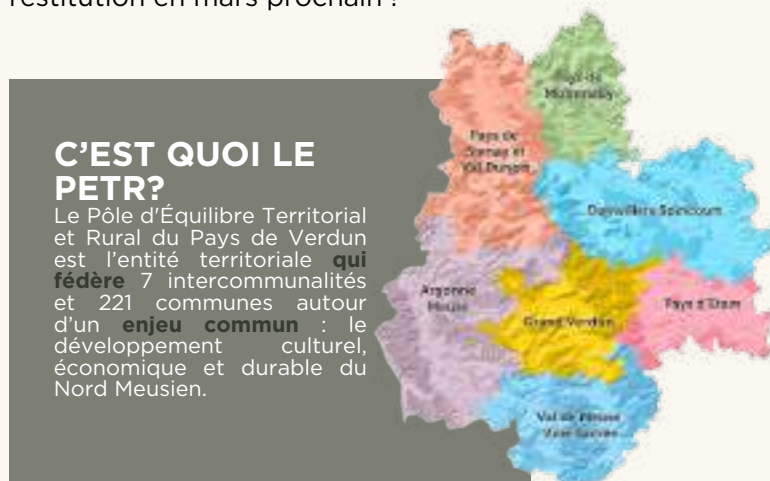 restitution en mars prochain !
C'EST QUOI LE
PETR?
Le Pôle d'Équilibre Territorial
et Rural du Pays de Verdun
est l'entité territoriale qui
fédère 7 intercommunalités
et 221 communes autour
d'un enjeu commun : le
développement culturel,
économique et durable du
Nord Meusien.
Pays de
Pays de
Stenay et
Val Dunois
Spincourt
Argonne
Meuse
Grand Verdun
Pays d'Etain
Val de Meuse
Voie Sacrée